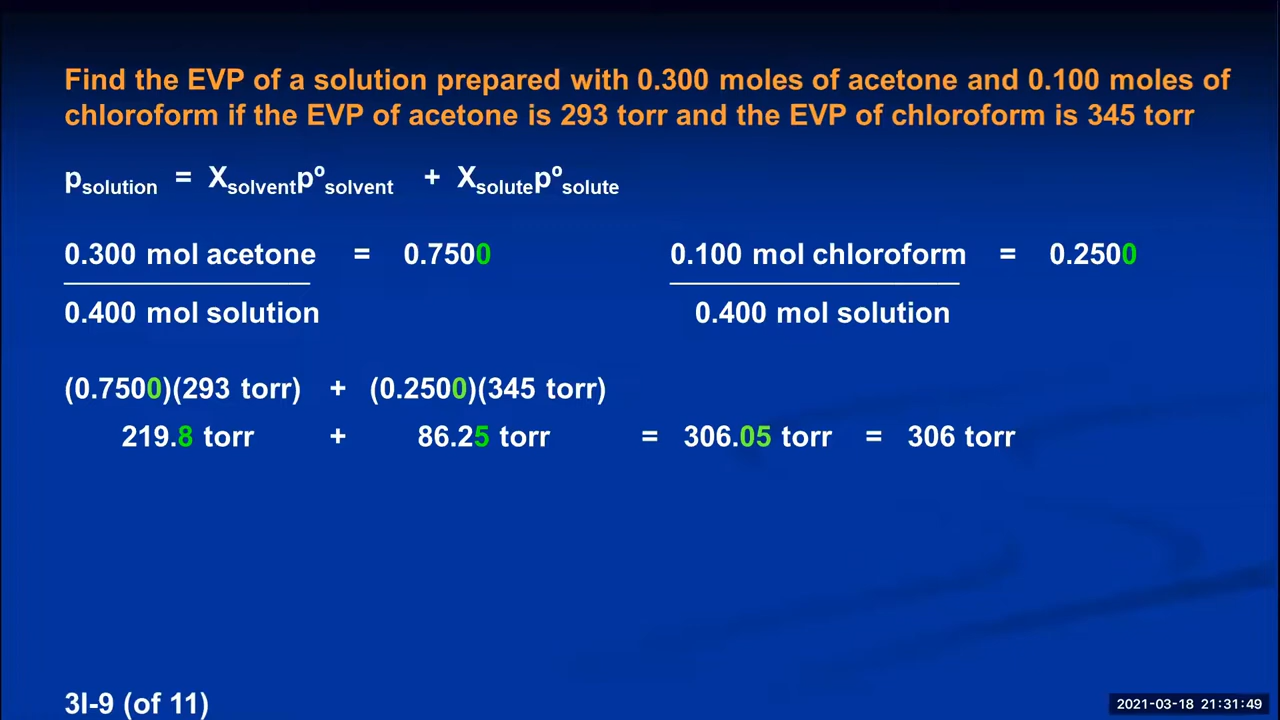 Find the EVP of a solution prepared with 0.300 moles of acetone and 0.100 moles of
chloroform if the EVP of acetone is 293 torr and the EVP of chloroform is 345 torr
psolution = Xsolventpºsolvent + Xsolutepºsolute
0.300 mol acetone = 0.7500 0.100 mol chloroform = 0.2500
0.400 mol solution 0.400 mol solution
(0.7500)(293 torr) + (0.2500)(345 torr)
219.8 torr + 86.25 torr = 306.05 torr = 306 torr
3I-9 (of 11)
2021-03-18 21:31:49